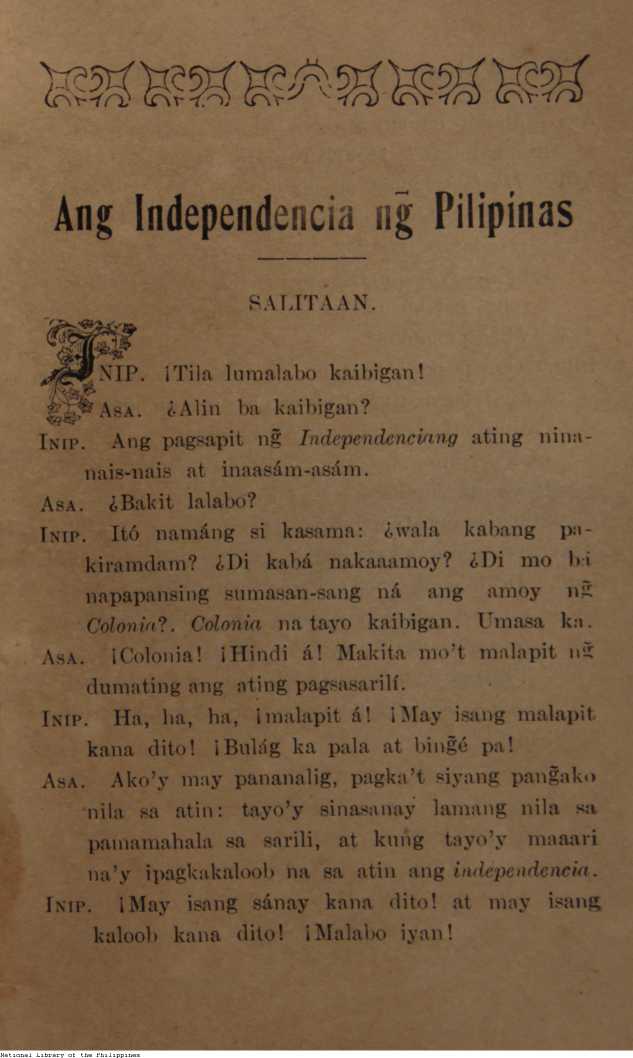 Ang Independencia ng̃ Pilipinas
SALITÁAN.
INIP. ¡Tila lumalabo kaibigan!
ASA. ¿Alin ba kaibigan?
INIP. Ang pagsapit ng̃ Independenciang ating nina-
nais-nais at inaasám-asám.
ASA. ¿Bakit lalabo?
INIP. Itó namáng si kasama: ¿wala kabang pa-
kiramdam? ¿Di kabá nakaaamoy? ¿Di mo ba
napapansing sumasan-sang ná ang amoy ng̃
Colonia?. Colonia na tayo kaibigan. Umasa ka.
ASA. ¡Colonia! ¡Hindi á! Makita mo't malapit ng̃
dumating ang ating pagsasarilí.
INIP. Ha, ha, ha, ¡malapit á! ¡May isang malapit
kana dito! ¡Bulág ka pala at bing̃é pa!
ASA. Ako'y may pananalig, pagka't siyang pang̃ako
nila sa atin: tayo'y sinasanay lamang nila sa
pamamahala sa sarili, at kung tayo'y maaari
na'y ipagkakaloob na sa atin ang independencia.
INIP. ¡May isang sánay kana dito! at may isang
kaloob kana dito! ¡Malabo iyan!
National Library of the Philippines